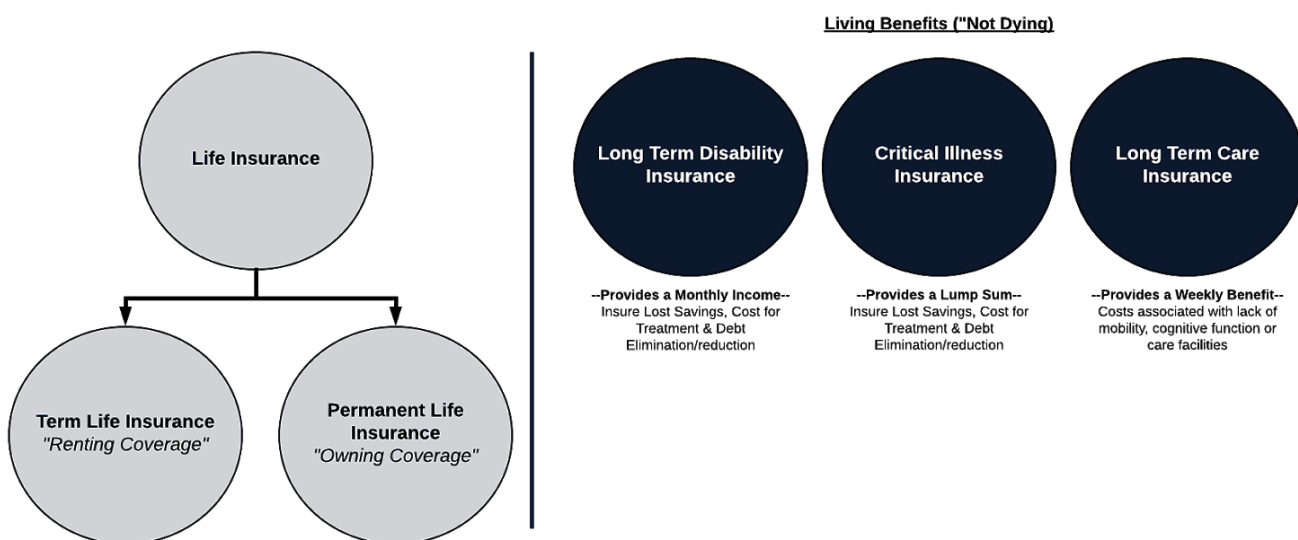 Living Benefits ("Not Dying)
Life Insurance
Term Life Insurance
"Renting Coverage"
Permanent Life
Insurance
"Owning Coverage"
Long Term Disability
Insurance
--Provides a Monthly Income--
Insure Lost Savings, Cost for
Treatment & Debt
Elimination/reduction
Critical Illness
Insurance
--Provides a Lump Sum--
Insure Lost Savings, Cost for
Treatment & Debt
Elimination/reduction
Long Term Care
Insurance
--Provides a Weekly Benefit--
Costs associated with lack of
mobility, cognitive function or
care facilities